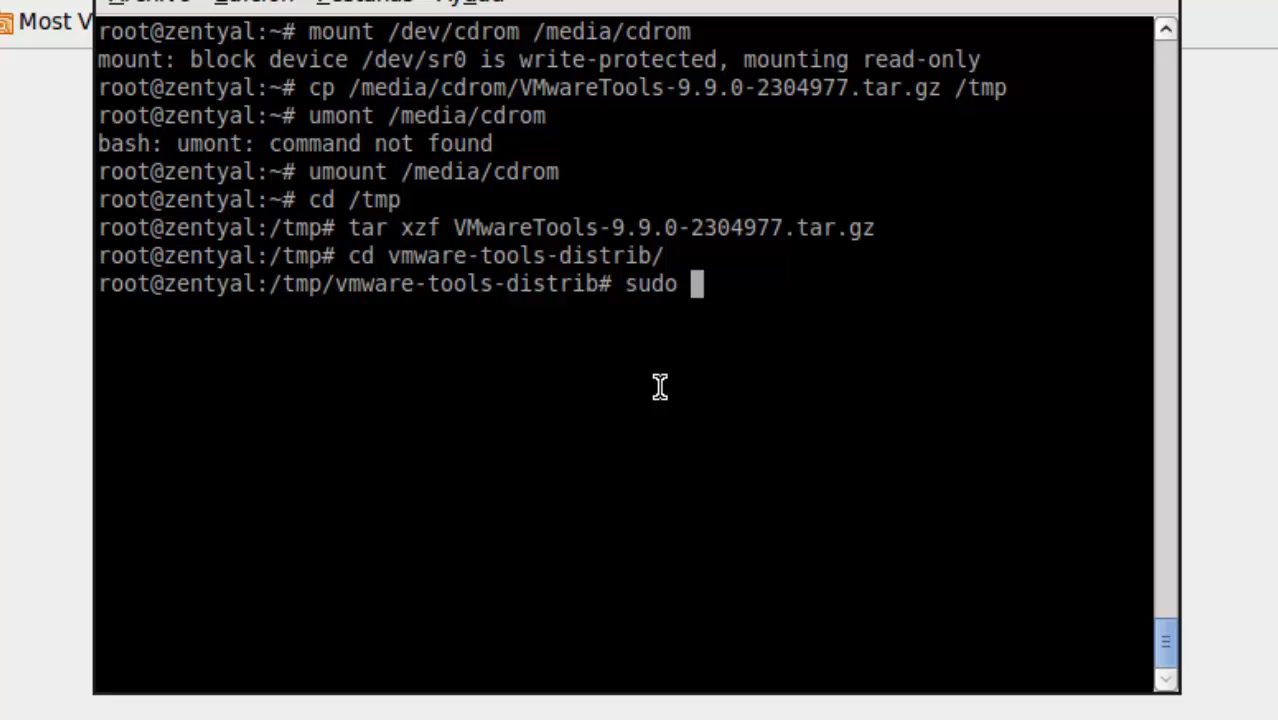 Archivo Edición Pestañas Ayuda
Most V
root@zentyal:~# mount /dev/cdrom /media/cdrom
mount: block device /dev/sr0 is write-protected, mounting read-only
root@zentyal:~# cp /media/cdrom/VMwareTools-9.9.0-2304977.tar.gz /tmp
root@zentyal:~# umont /media/cdrom
bash: umont: command not found
root@zentyal:~# umount /media/cdrom
root@zentyal:~# cd /tmp
root@zentyal:/tmp# tar xzf VMwareTools-9.9.0-2304977.tar.gz
root@zentyal:/tmp# cd vmware-tools-distrib/
root@zentyal:/tmp/vmware-tools-distrib# sudo